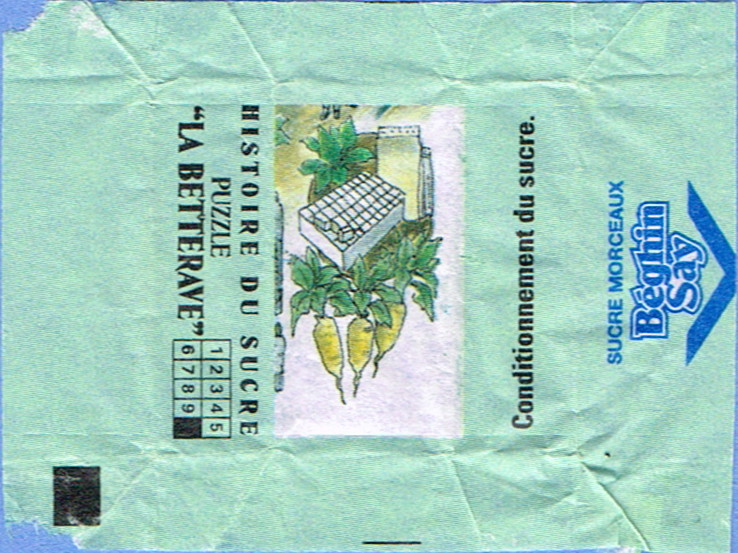 HISTOIRE DU SUCRE
PUZZLE
"LA BETTERAVE"
1 2 3 4 5
6 7 8 9
Conditionnement du sucre.
SUCRE MORCEAUX
Béghin
Say